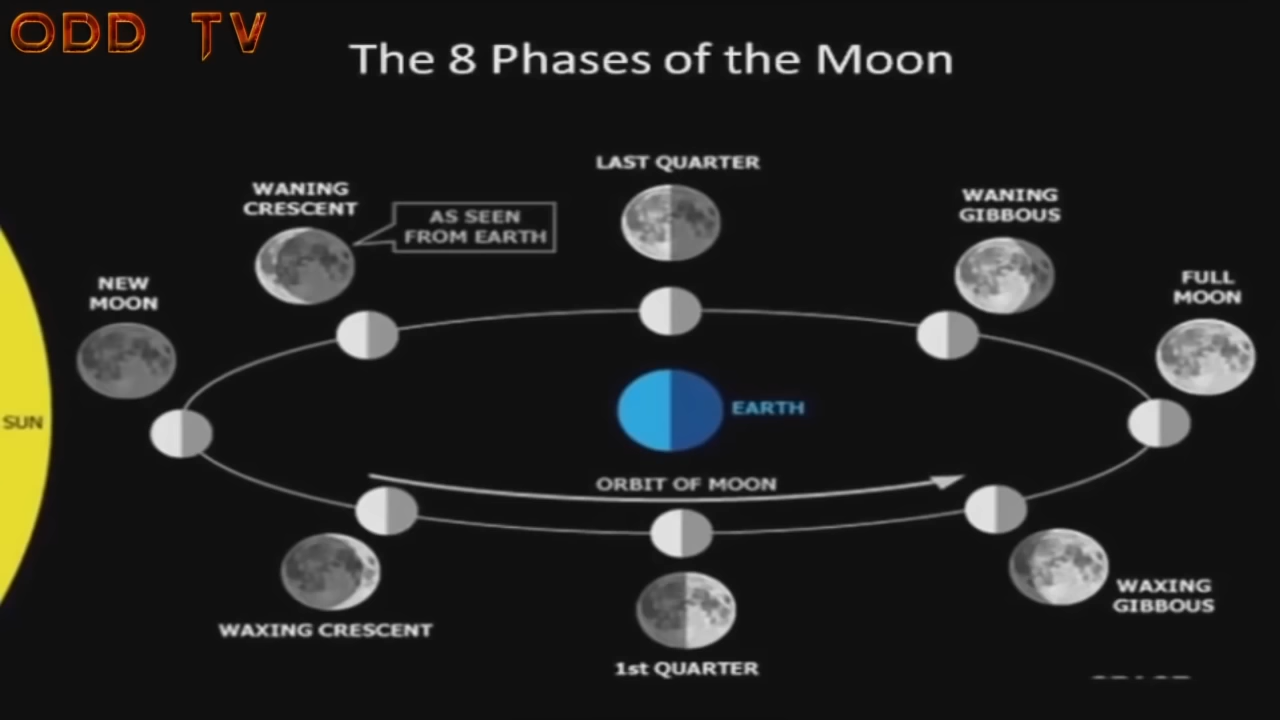 ODD TV
The 8 Phases of the Moon
LAST QUARTER
WANING
CRESCENT
AS SEEN
FROM EARTH
WANING
GIBBOUS
NEW
MOON
FULL
MOON
SUN
EARTH
ORBIT OF MOON
WAXING
GIBBOUS
WAXING CRESCENT
1st QUARTER